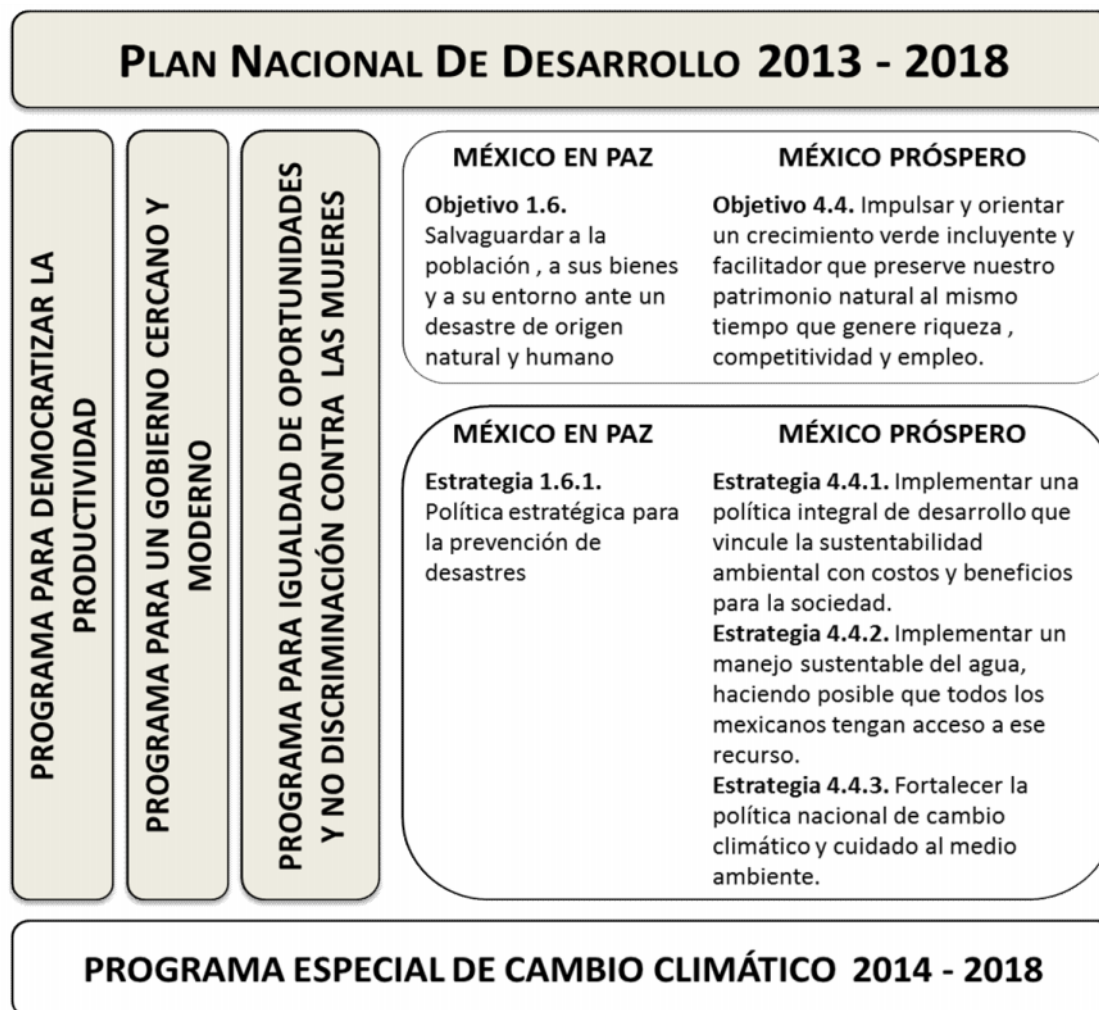 PLAN NACIONAL DE DESARROLLO 2013 - 2018
PROGRAMA PARA DEMOCRATIZAR LA
PRODUCTIVIDAD
PROGRAMA PARA UN GOBIERNO CERCANO Y
MODERNO
PROGRAMA PARA IGUALDAD DE OPORTUNIDADES
Y NO DISCRIMINACIÓN CONTRA LAS MUJERES
MÉXICO EN PAZ
Objetivo 1.6.
Salvaguardar a la
población , a sus bienes
y a su entorno ante un
desastre de origen
natural y humano
MÉXICO PRÓSPERO
Objetivo 4.4. Impulsar y orientar
un crecimiento verde incluyente y
facilitador que preserve nuestro
patrimonio natural al mismo
tiempo que genere riqueza ,
competitividad y empleo.
MÉXICO EN PAZ
Estrategia 1.6.1.
Política estratégica para
la prevención de
desastres
MÉXICO PRÓSPERO
Estrategia 4.4.1. Implementar una
política integral de desarrollo que
vincule la sustentabilidad
ambiental con costos y beneficios
para la sociedad.
Estrategia 4.4.2. Implementar un
manejo sustentable del agua,
haciendo posible que todos los
mexicanos tengan acceso a ese
recurso.
Estrategia 4.4.3. Fortalecer la
política nacional de cambio
climático y cuidado al medio
ambiente.
PROGRAMA ESPECIAL DE CAMBIO CLIMÁTICO 2014 - 2018